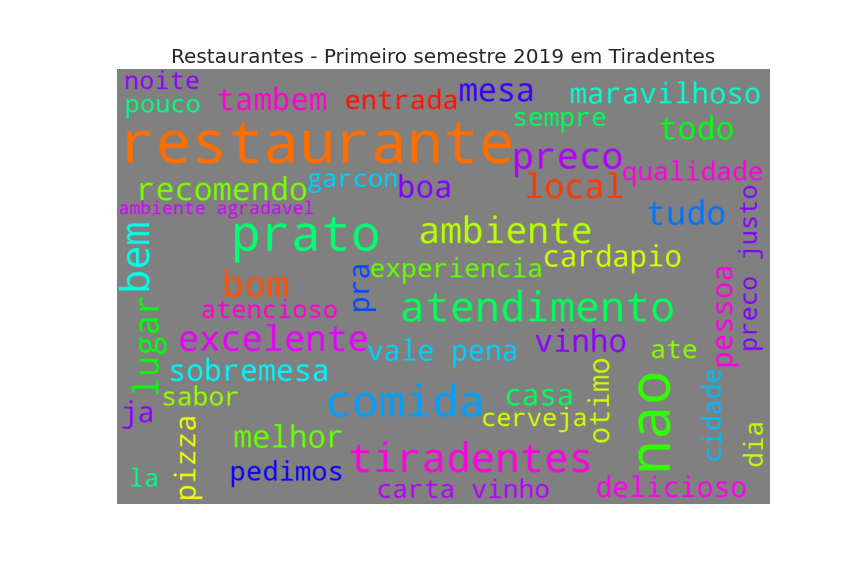 Restaurantes - Primeiro semestre 2019 em Tiradentes
noite
pouco
tambem
entrada
mesa
maravilhoso
sempre
todo
restaurante
preco
qualidade
recomendo
garcon
boa
local
ambiente agradavel
tudo
preco justo
bem
prato
ambiente
cardapio
experiencia
pra
bom
atencioso
atendimento
pessoa
lugar
excelente
vale pena
vinho
ate
sobremesa
sabor
comida
casa
cerveja
otimo
nao
cidade
dia
ja
pizza
melhor
tiradentes
pedimos
la
carta vinho
delicioso